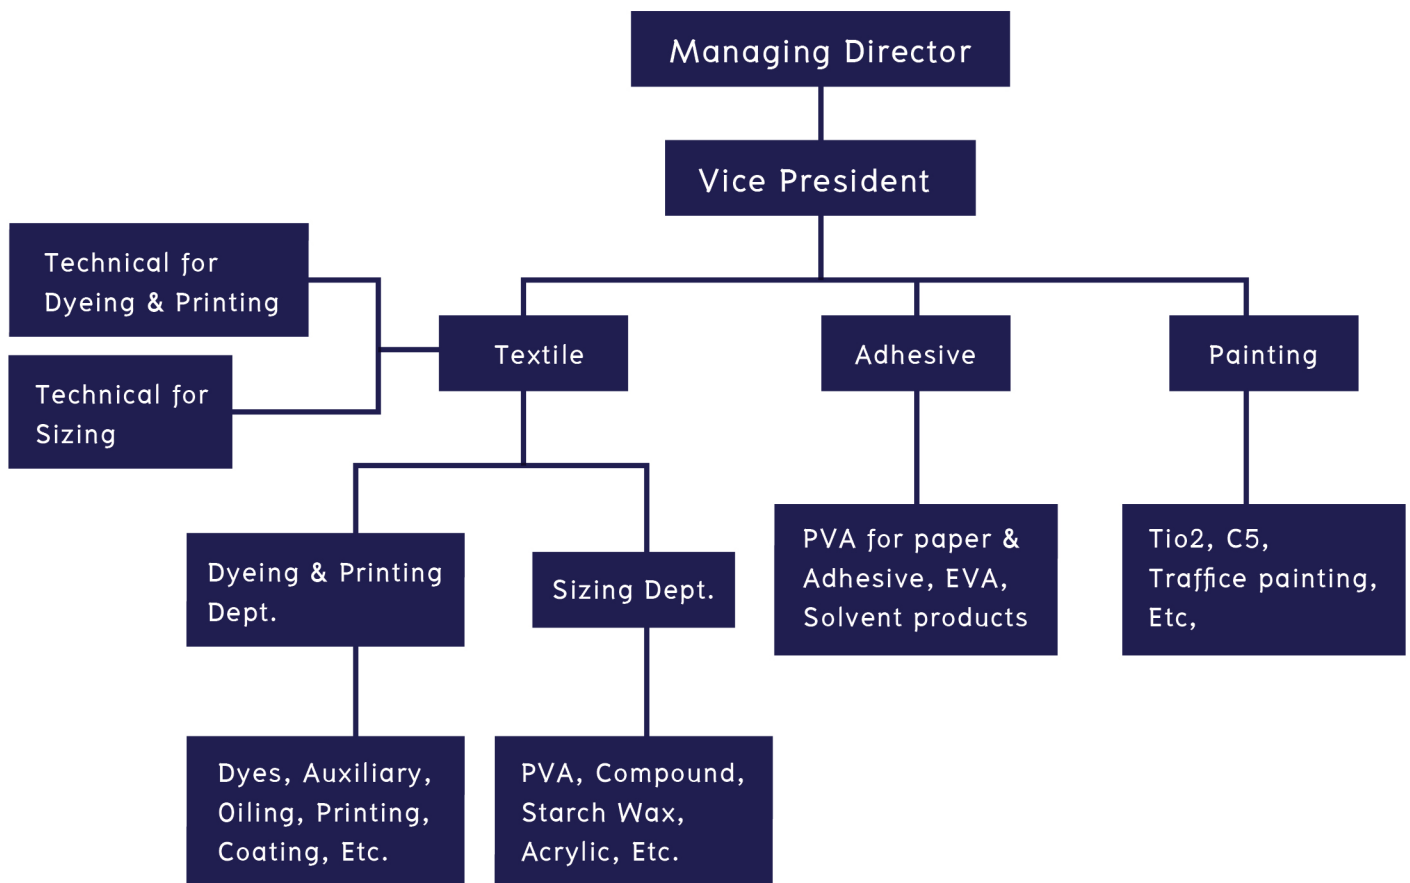 Managing Director
Vice President
Technical for
Dyeing & Printing
Technical for
Sizing
Textile
Adhesive
Painting
Dyeing & Printing
Dept.
Sizing Dept.
PVA for paper &
Adhesive, EVA,
Solvent products
Tio2, C5,
Traffice painting,
Etc,
Dyes, Auxiliary,
Oiling, Printing,
Coating, Etc.
PVA, Compound,
Starch Wax,
Acrylic, Etc.